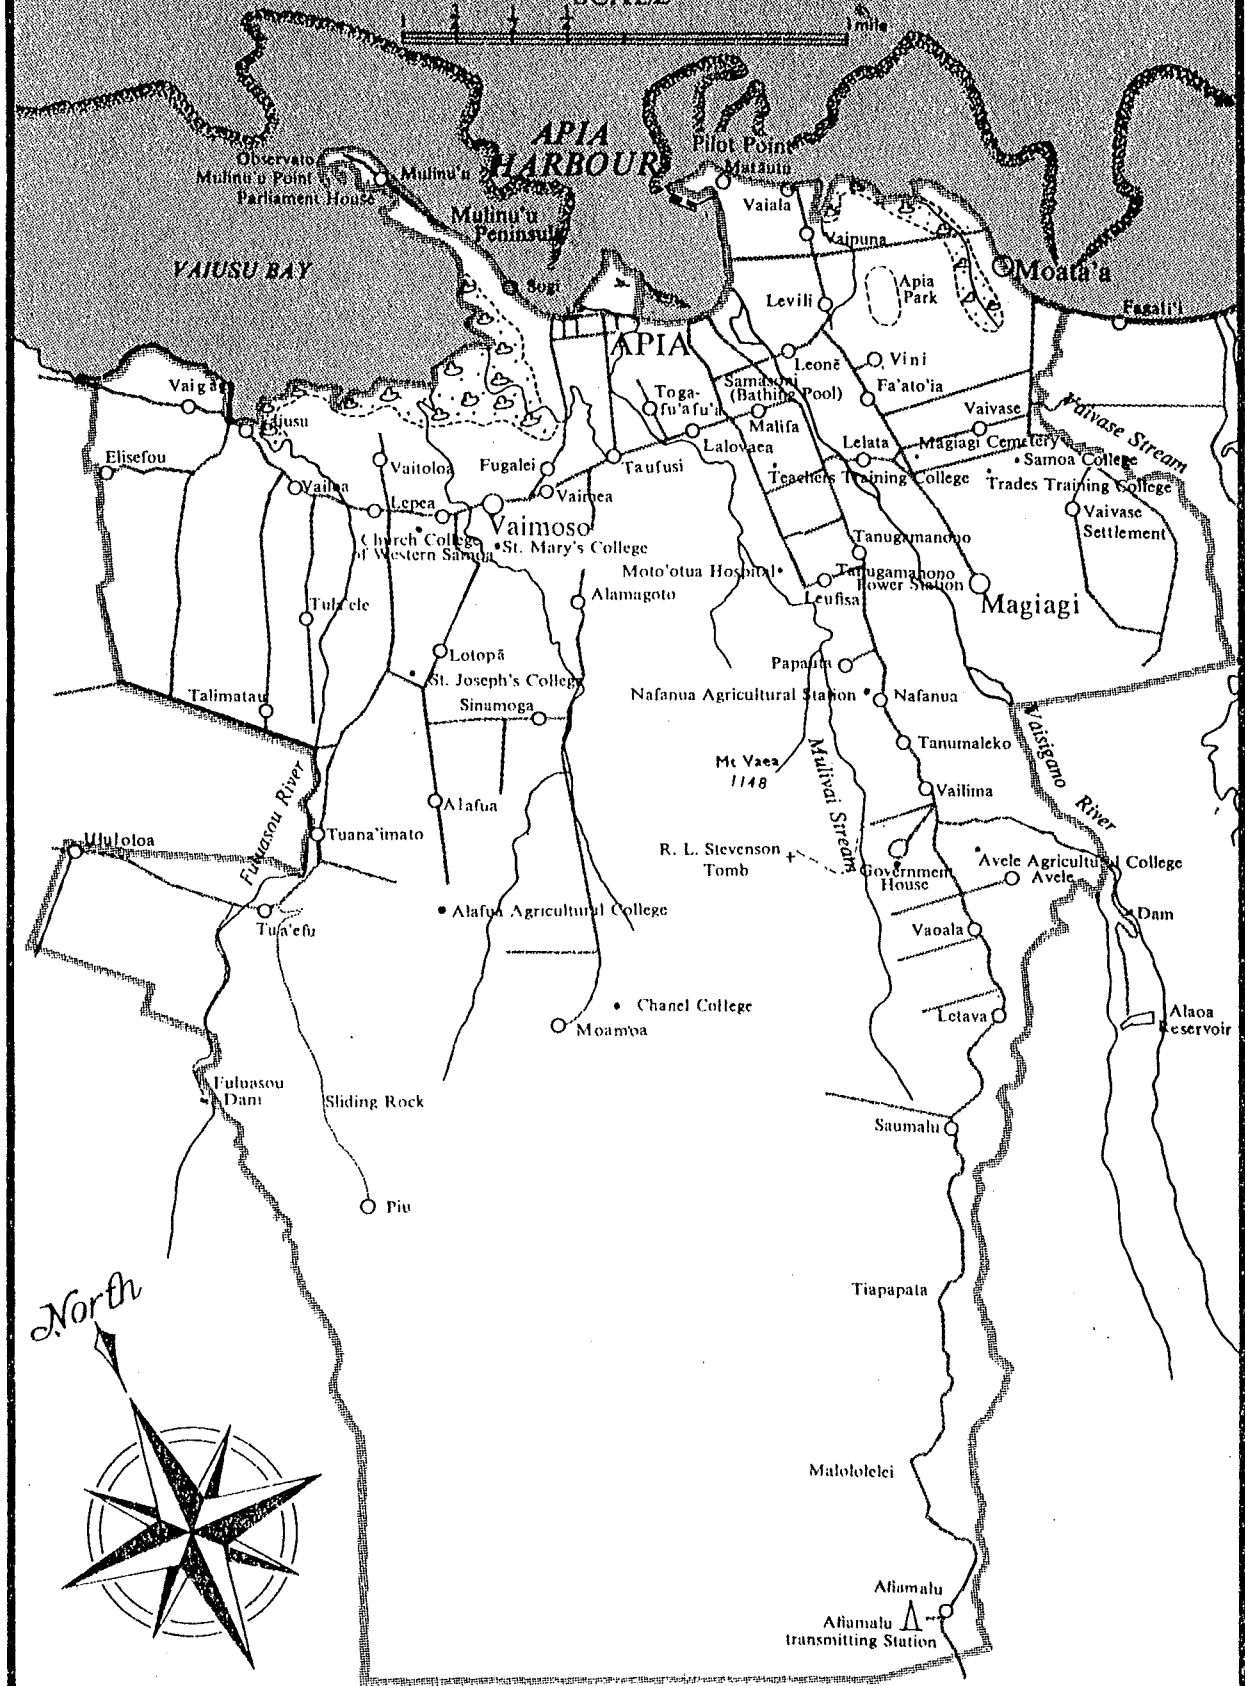 SCALE
1 mile
APIA
HARBOUR
Pilot Point
Matautu
Mulinu'u Point
Parliament House
Mulinu'u
Mulinu'u
Peninsula
Vaiala
Vaipuna
VAIUSU BAY
Sogi
Moata'a
Apia
Park
Levili
Fagali'i
APIA
Leonē
Vini
Fa'ato'ia
Samasoni
(Bathing Pool)
Toga-
fu'afu'a
Malifa
Vaivase
Vaivase Stream
Vaiusu
Lalovaea
Lelata
Magiagi Cemetery
Elisefou
Vaitoloa
Fugalei
Taufusi
Samoa College
Teachers Training College
Trades Training College
Vailoa
Lepea
Vaimea
Vaimoso
Vaivase
Settlement
Church College
of Western Samoa
St. Mary's College
Tanugamanono
Moto'otua Hospital
Tanugamanono
Power Station
Leufisa
Alamagoto
Magiagi
Tula'ele
Lotopā
Papauta
St. Joseph's College
Talimatau
Sinamoga
Nafanua Agricultural Station
Nafanua
Vaisigano
River
Tanumaleko
Mt Vaea
1148
Mulivai Stream
Fuluasou River
Vailima
Alafua
Tuana'imato
Ululoloa
R. L. Stevenson
Tomb
Government
House
Avele Agricultural College
Avele
Alafua Agricultural College
Dam
Tua'efu
Vaoala
Chanel College
Moamoa
Letava
Alaoa
Reservoir
Fuluasou
Dam
Sliding Rock
Saumalu
Piu
North
Tiapapata
Malololelei
Afiamalu
Afiamalu
transmitting Station